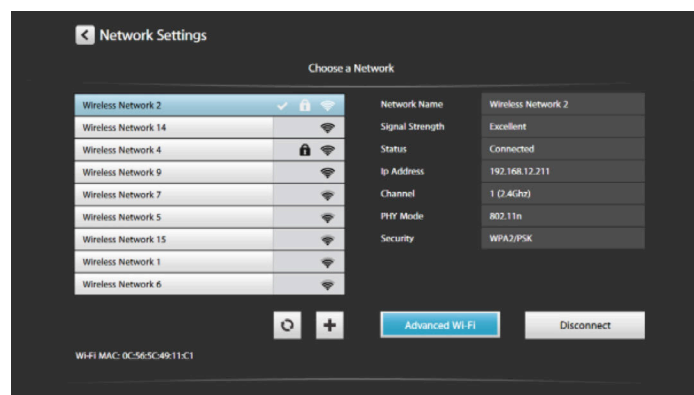 Network Settings
Choose a Network
Wireless Network 2
Wireless Network 14
Wireless Network 4
Wireless Network 9
Wireless Network 7
Wireless Network 5
Wireless Network 15
Wireless Network 1
Wireless Network 6
Network Name Wireless Network 2
Signal Strength Excellent
Status Connected
Ip Address 192.168.12.211
Channel 1 (2.4Ghz)
PHY Mode 802.11n
Security WPA2/PSK
Advanced Wi-Fi Disconnect
Wi-Fi MAC: 0C:56:5C:49:11:C1